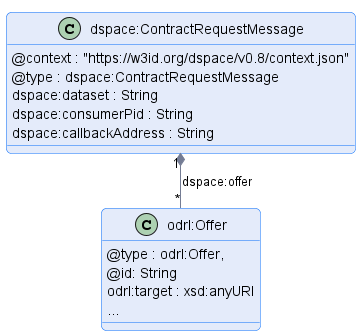 C dspace:ContractRequestMessage
@context : "https://w3id.org/dspace/v0.8/context.json"
@type : dspace:ContractRequestMessage
dspace:dataset : String
dspace:consumerPid : String
dspace:callbackAddress : String
1
dspace:offer
*
C odrl:Offer
@type : odrl:Offer,
@id: String
odrl:target : xsd:anyURI
...